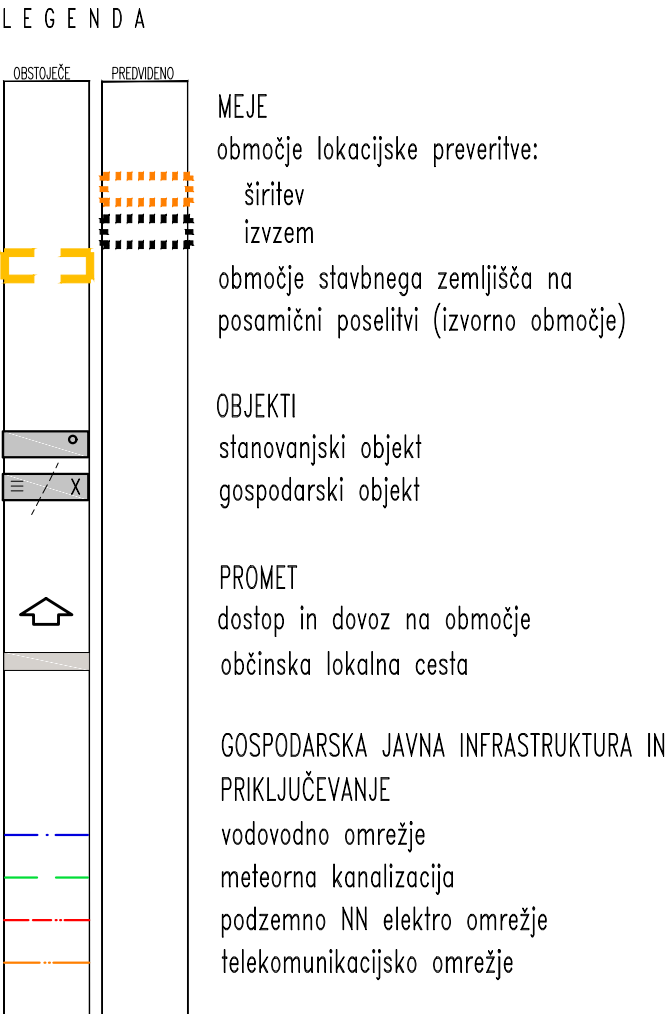 LEGENDA
OBSTOJEČE PREDVIDENO
MEJE
območje lokacijske preveritve:
širitev
izvzem
območje stavbnega zemljišča na
posamični poselitvi (izvorno območje)
OBJEKTI
stanovanjski objekt
X gospodarski objekt
PROMET
dostop in dovoz na območje
občinska lokalna cesta
GOSPODARSKA JAVNA INFRASTRUKTURA IN
PRIKLJUČEVANJE
vodovodno omrežje
meteorna kanalizacija
podzemno NN elektro omrežje
telekomunikacijsko omrežje